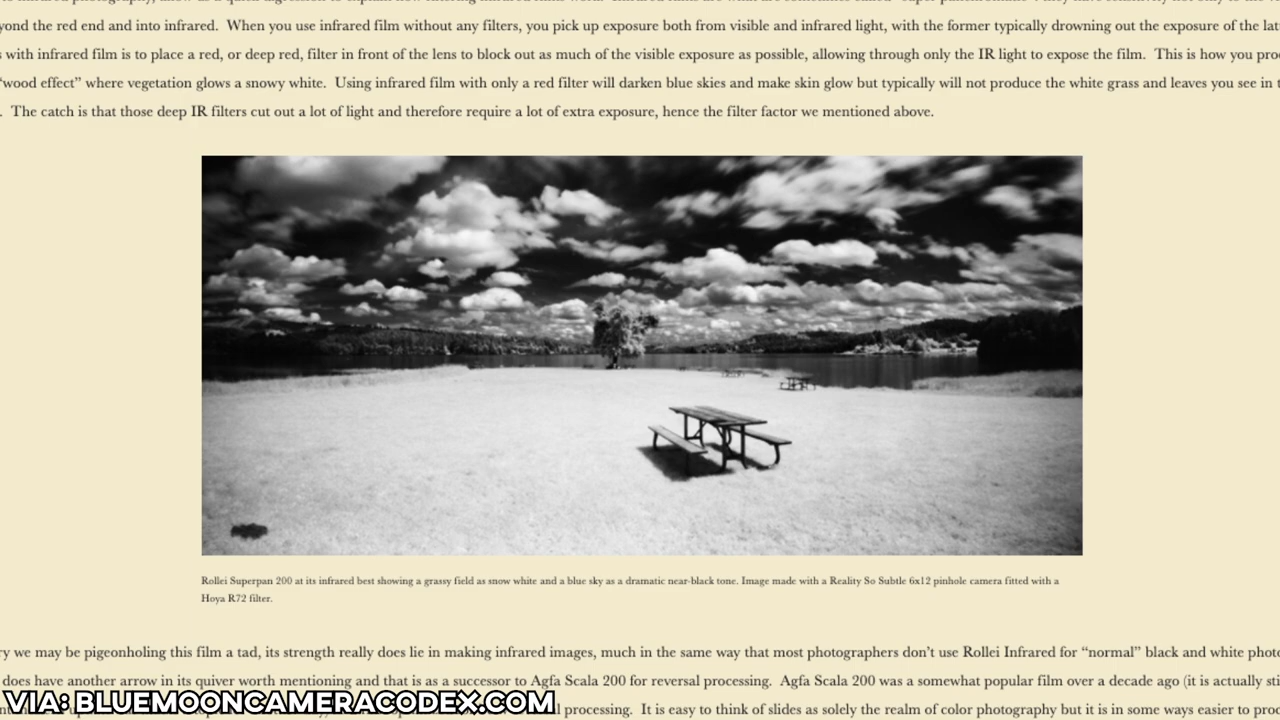 yond the red end and into infrared. When you use infrared film without any filters, you pick up exposure both from visible and infrared light, with the former typically drowning out the exposure of the lat
with infrared film is to place a red, or deep red, filter in front of the lens to block out as much of the visible exposure as possible, allowing through only the IR light to expose the film. This is how you pro
“wood effect” where vegetation glows a snowy white. Using infrared film with only a red filter will darken blue skies and make skin glow but typically will not produce the white grass and leaves you see in t
. The catch is that those deep IR filters cut out a lot of light and therefore require a lot of extra exposure, hence the filter factor we mentioned above.
Rollei Superpan 200 at its infrared best showing a grassy field as snow white and a blue sky as a dramatic near-black tone. Image made with a Reality So Subtle 6x12 pinhole camera fitted with a
Hoya R72 filter.
ry we may be pigeonholing this film a tad, its strength really does lie in making infrared images, much in the same way that most photographers don’t use Rollei Infrared for “normal” black and white phot
does have another arrow in its quiver worth mentioning and that is as a successor to Agfa Scala 200 for reversal processing. Agfa Scala 200 was a somewhat popular film over a decade ago (it is actually sti
processing. It is easy to think of slides as solely the realm of color photography but it is in some ways easier to proc
VIA: BLUEMOONCAMERACODEX.COM